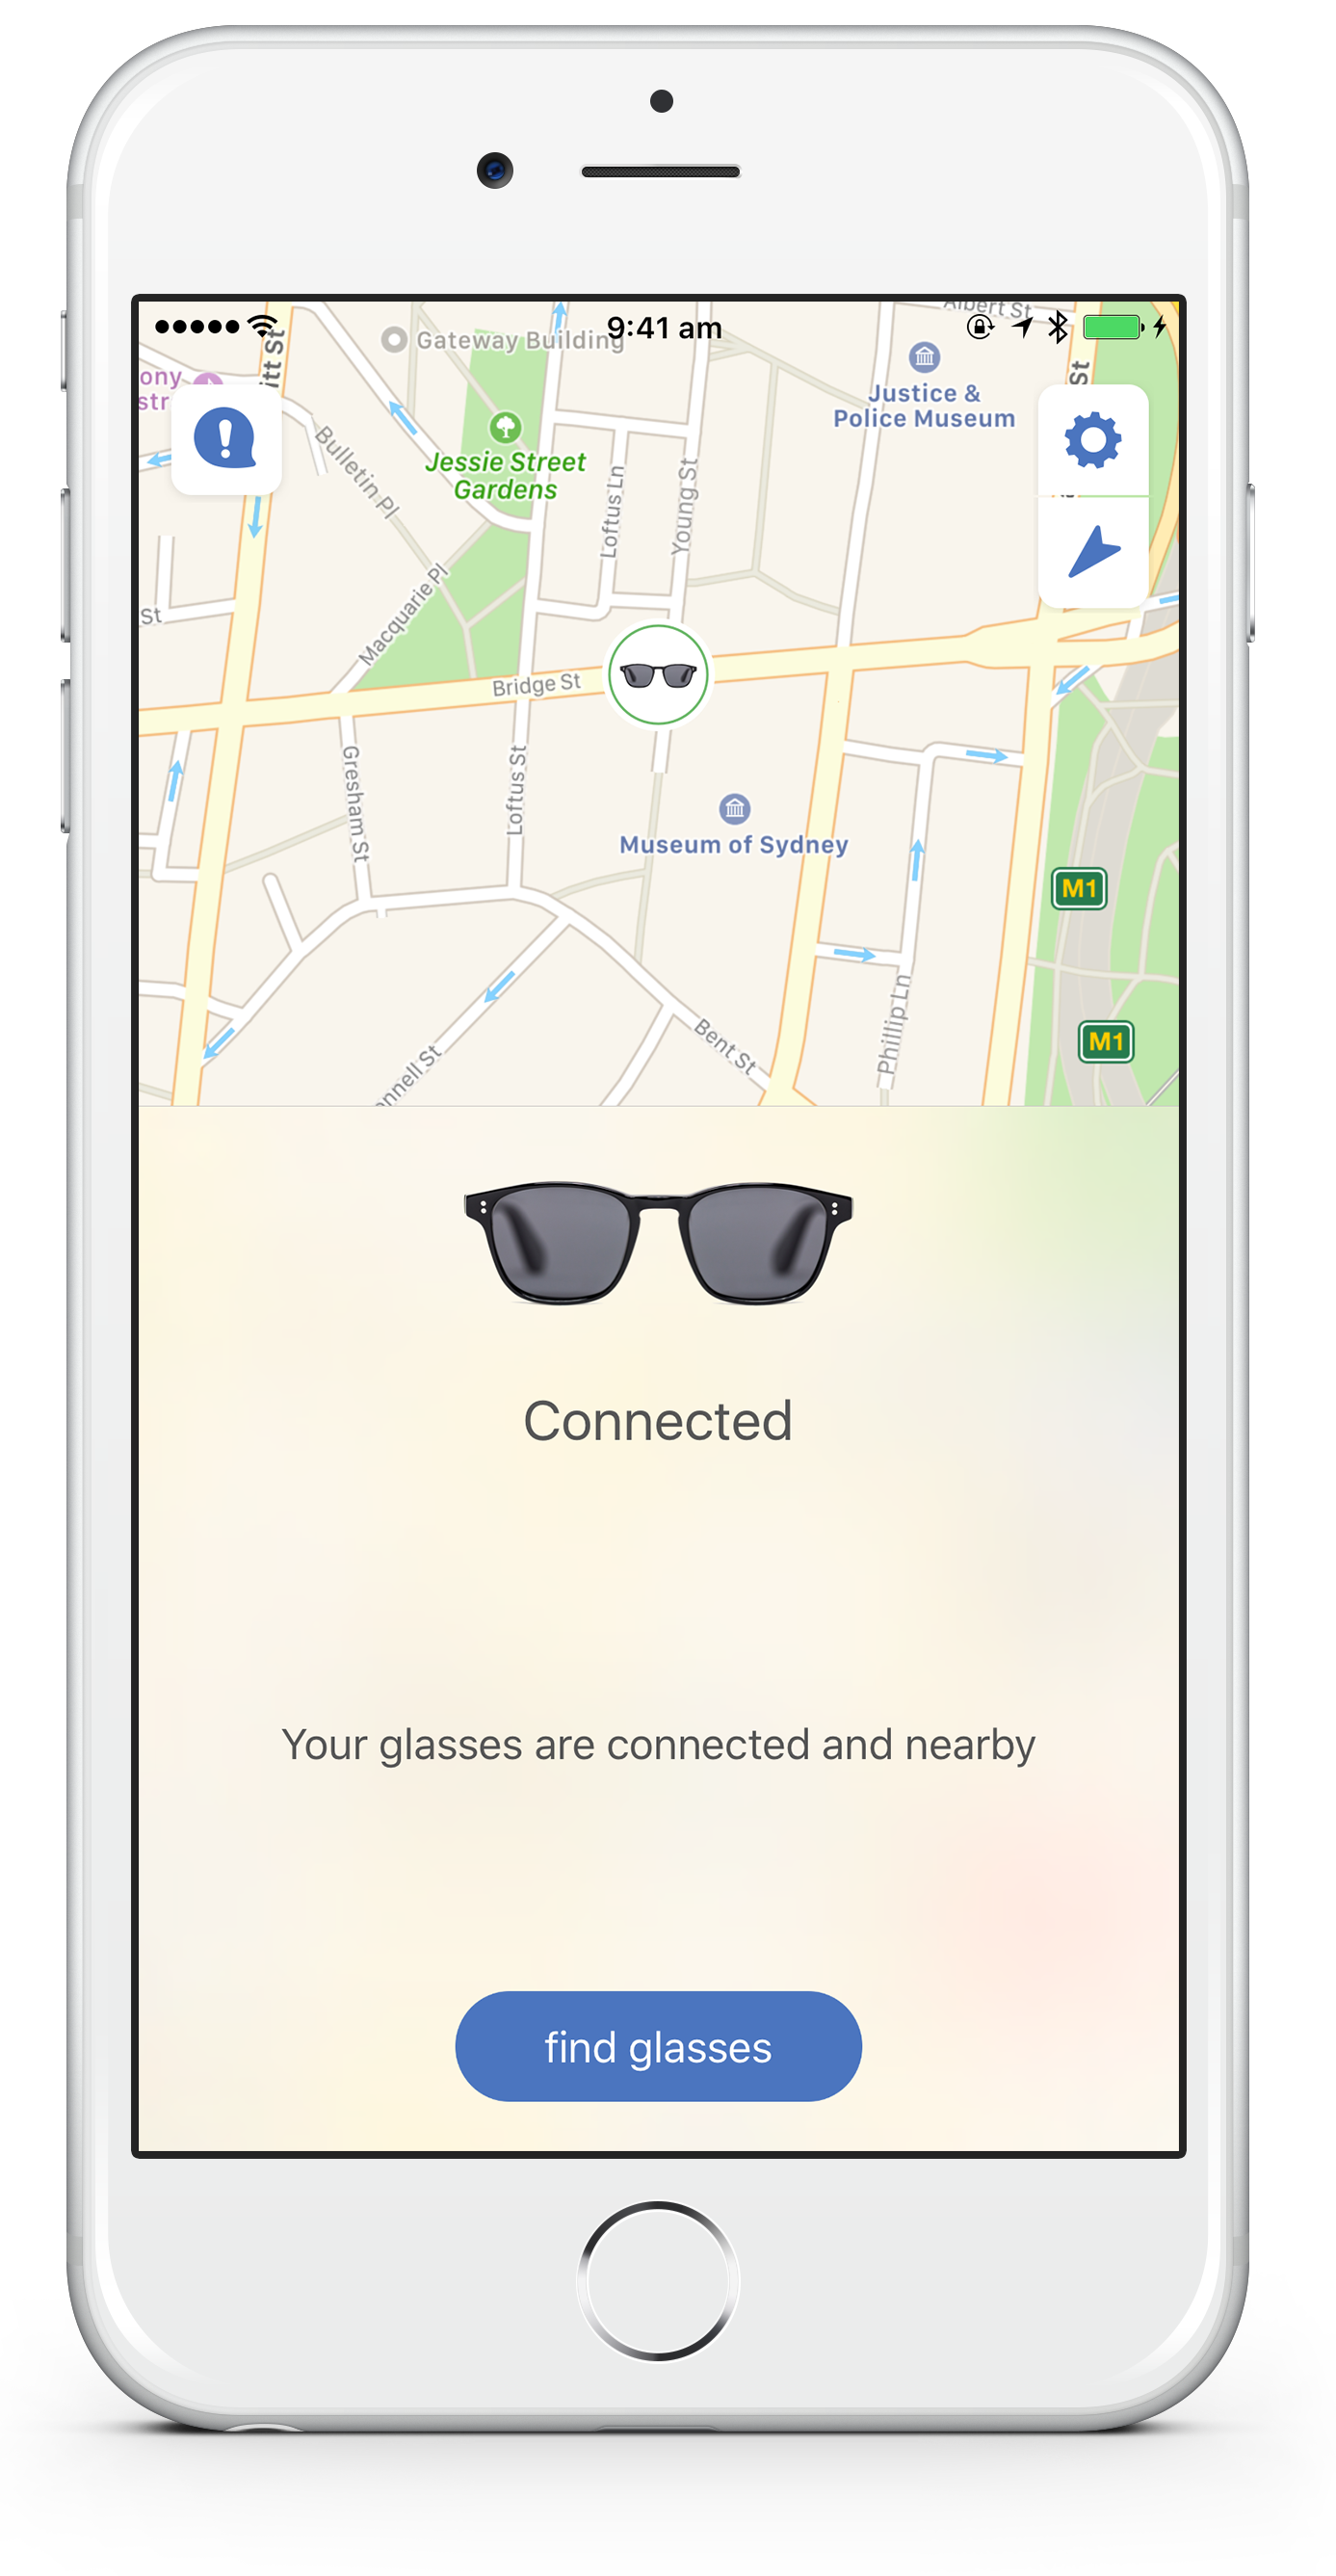 Albert St
9:41 am
Gateway Building
itt St
ony
str
St
Justice &
Police Museum
Bulletin Pl
Jessie Street
Gardens
Loftus Ln
Young St
Macquarie Pl
St
Bridge St
Gresham St
Loftus St
Museum of Sydney
M1
Phillip Ln
M1
Bent St
onnell St
Connected
Your glasses are connected and nearby
find glasses